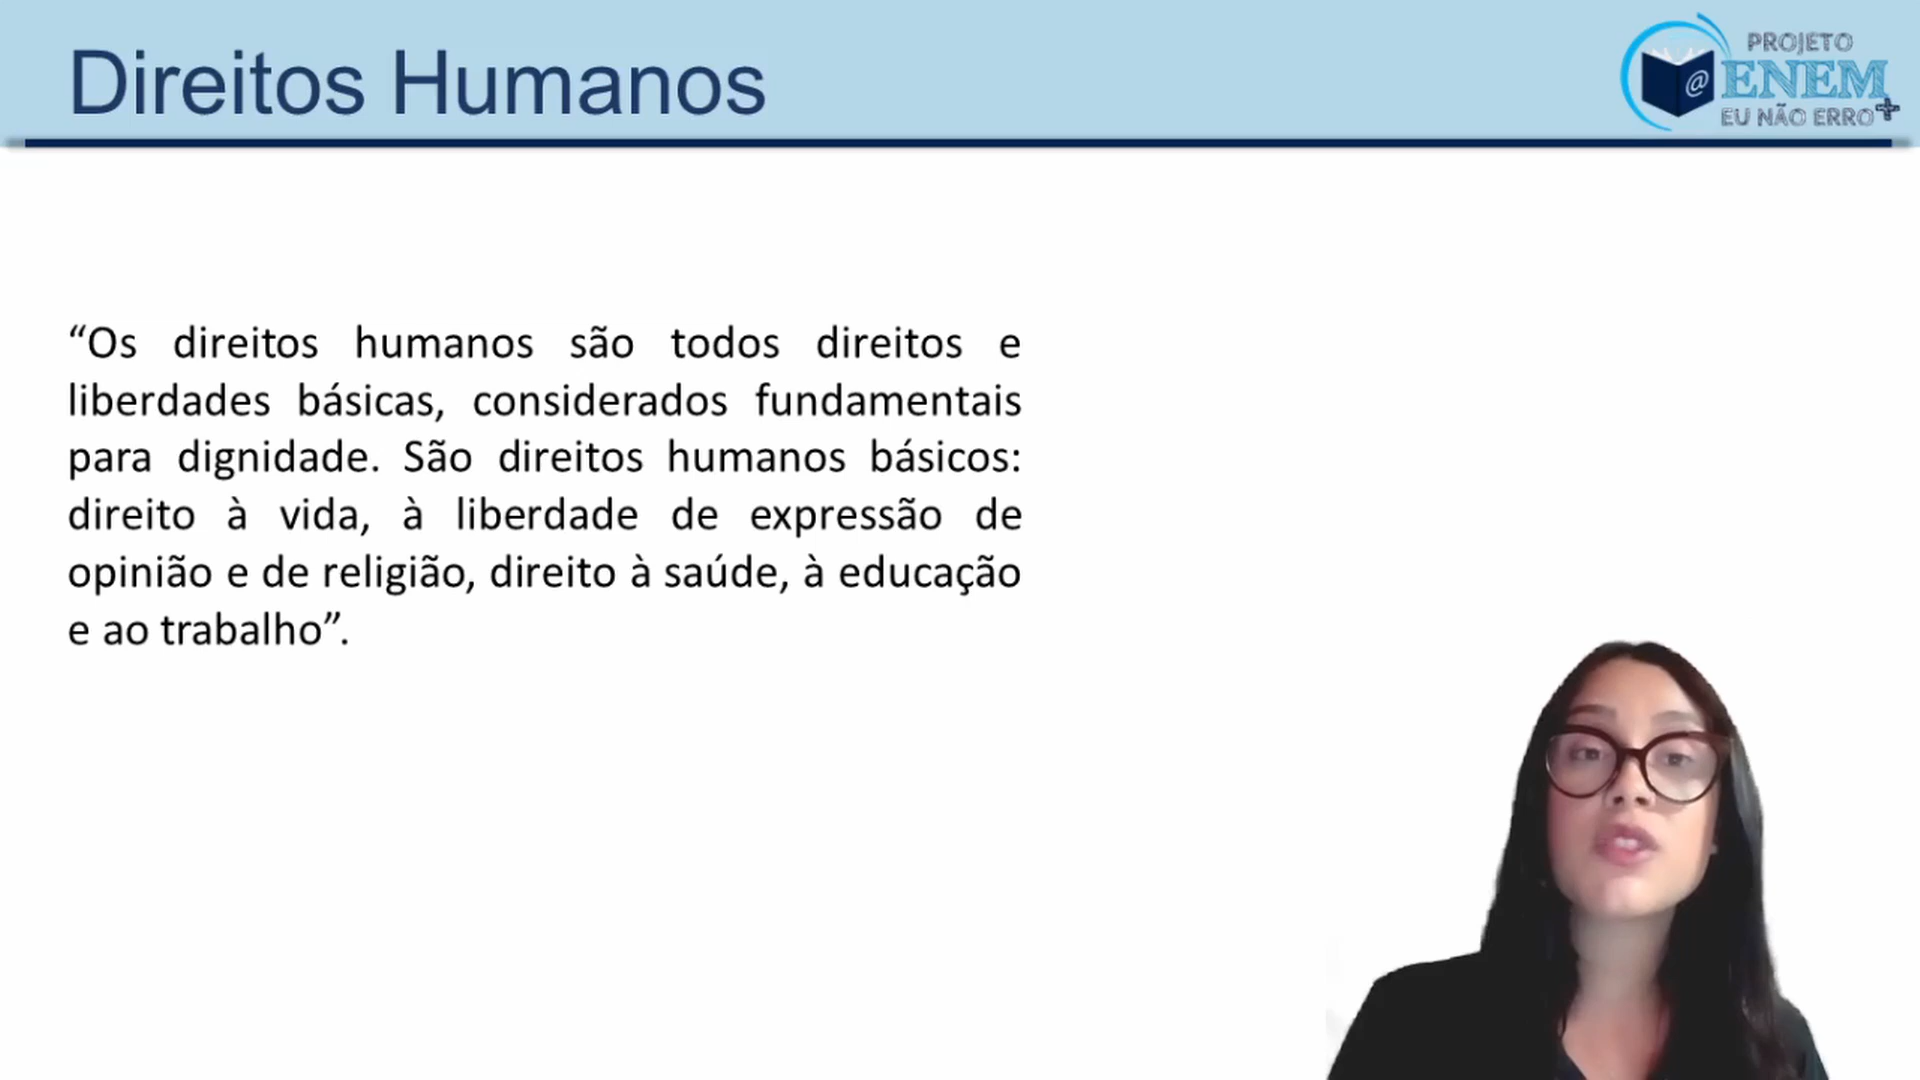 Direitos Humanos
PROJETO
@ENEM
EU NÃO ERRO+
“Os direitos humanos são todos direitos e
liberdades básicas, considerados fundamentais
para dignidade. São direitos humanos básicos:
direito à vida, à liberdade de expressão de
opinião e de religião, direito à saúde, à educação
e ao trabalho”.